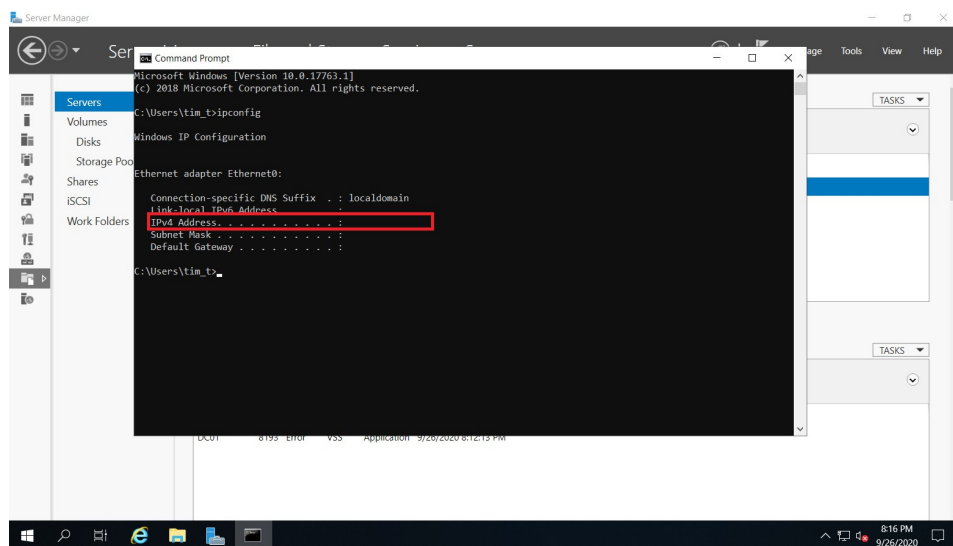 Server Manager
Ser
age Tools View Help
Command Prompt
Microsoft Windows [Version 10.0.17763.1]
(c) 2018 Microsoft Corporation. All rights reserved.
C:\Users\tim_t>ipconfig
Windows IP Configuration
Ethernet adapter Ethernet0:
Connection-specific DNS Suffix . : localdomain
Link-local IPv6 Address
IPv4 Address. . . . . . . . . . . :
Subnet Mask . . . . . . . . . . . :
Default Gateway . . . . . . . . . :
C:\Users\tim_t>
Servers
Volumes
Disks
Storage Poo
Shares
iSCSI
Work Folders
TASKS
TASKS
DC01 8193 Error VSS Application 9/26/2020 8:12:13 PM
8:16 PM
9/26/2020